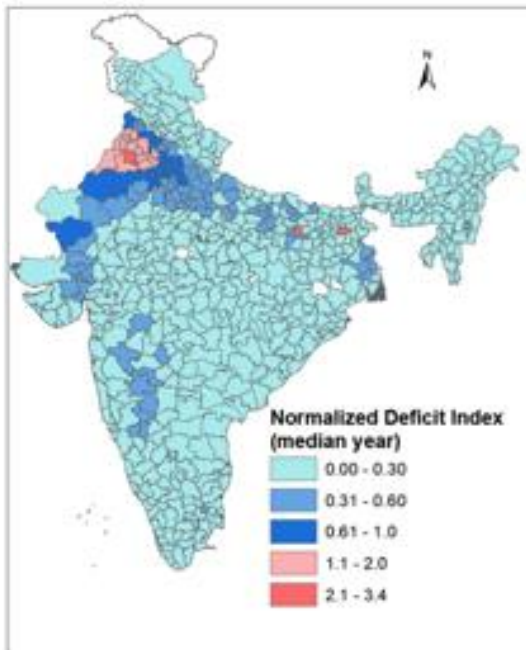 N
Normalized Deficit Index
(median year)
0.00 - 0.30
0.31 - 0.60
0.61 - 1.0
1.1 - 2.0
2.1 - 3.4